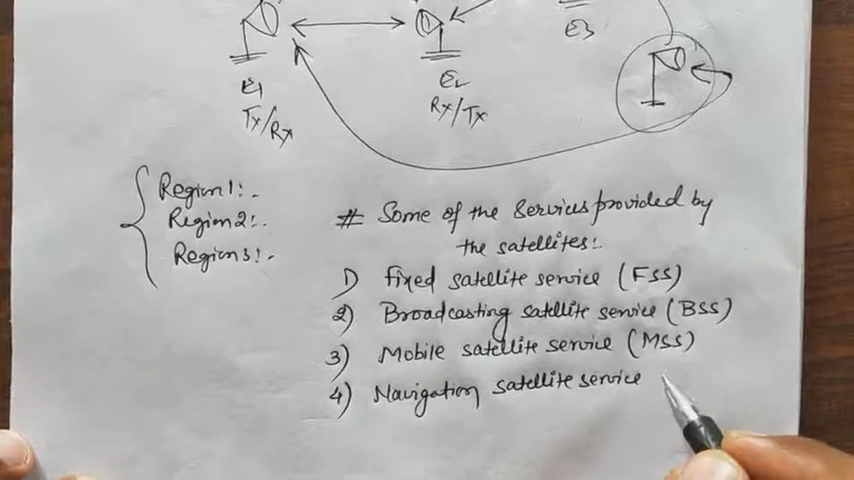 E1
Tx/Rx
E2
Rx/Tx
E3
Region1:-
Region2:-
Region3:-
# Some of the services provided by
the satellites:-
1) fixed satellite service (FSS)
2) Broadcasting satellite service (BSS)
3) Mobile satellite service (MSS)
4) Navigation satellite service